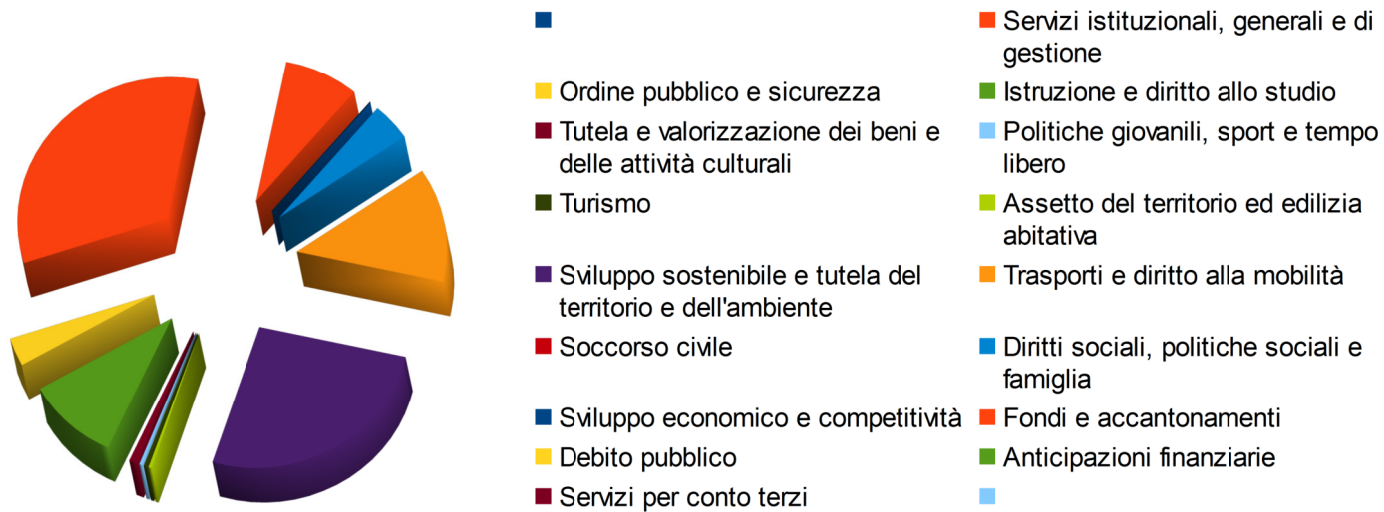 Servizi istituzionali, generali e di
gestione
Ordine pubblico e sicurezza
Istruzione e diritto allo studio
Tutela e valorizzazione dei beni e
delle attività culturali
Politiche giovanili, sport e tempo
libero
Turismo
Assetto del territorio ed edilizia
abitativa
Sviluppo sostenibile e tutela del
territorio e dell'ambiente
Trasporti e diritto alla mobilità
Soccorso civile
Diritti sociali, politiche sociali e
famiglia
Sviluppo economico e competitività
Fondi e accantonamenti
Debito pubblico
Anticipazioni finanziarie
Servizi per conto terzi